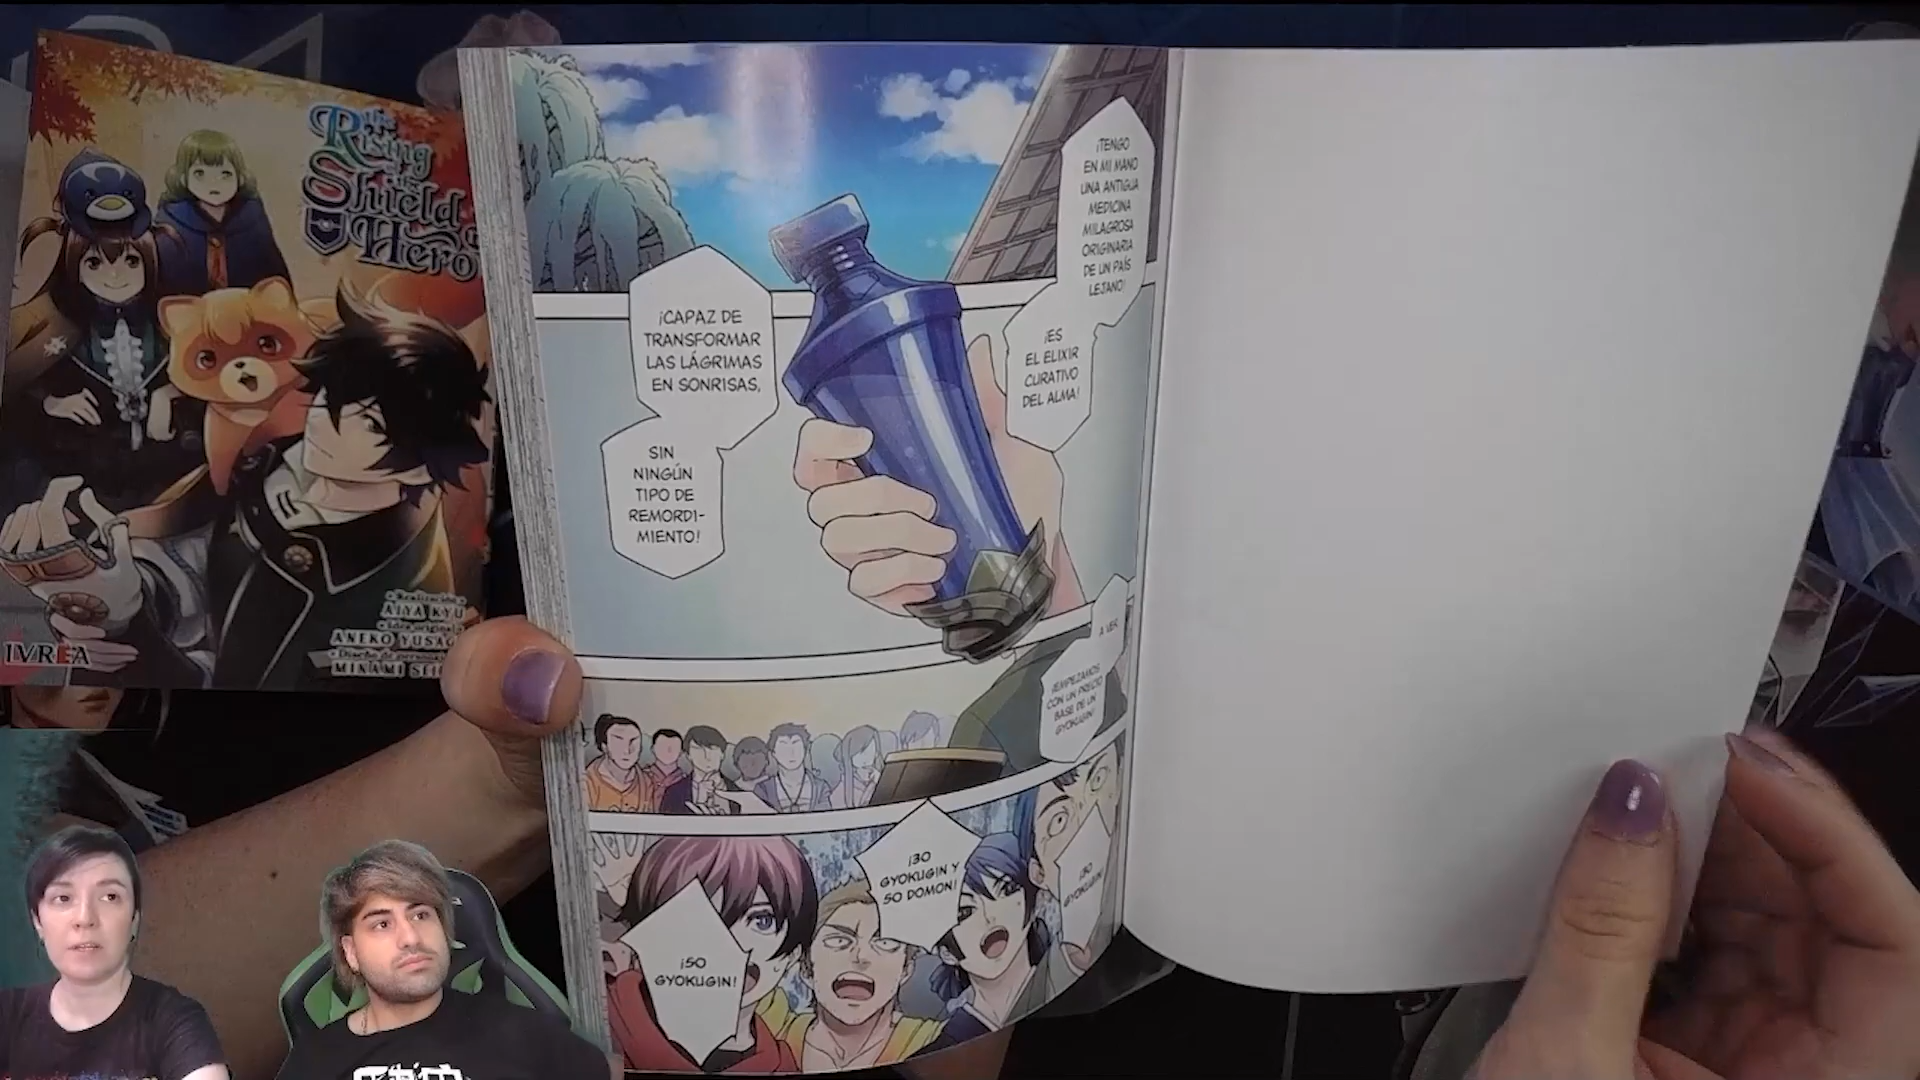 the
Rising
of the
Shield
Hero
• Realización •
AIYA KYU
• Idea original •
ANEKO YUSAG
• Diseño de personajes
MINAMI SEI
IVREA
¡TENGO
EN MI MANO
UNA ANTIGUA
MEDICINA
MILAGROSA
ORIGINARIA
DE UN PAÍS
LEJANO!
¡ES
EL ELIXIR
CURATIVO
DEL ALMA!
¡CAPAZ DE
TRANSFORMAR
LAS LÁGRIMAS
EN SONRISAS,
SIN
NINGÚN
TIPO DE
REMORDI-
MIENTO!
A VER
¡EMPEZAMOS
CON UN PRECIO
BASE DE UN
GYOKUGIN!
¡30
GYOKUGIN!
¡30
GYOKUGIN Y
50 DOMON!
¡50
GYOKUGIN!